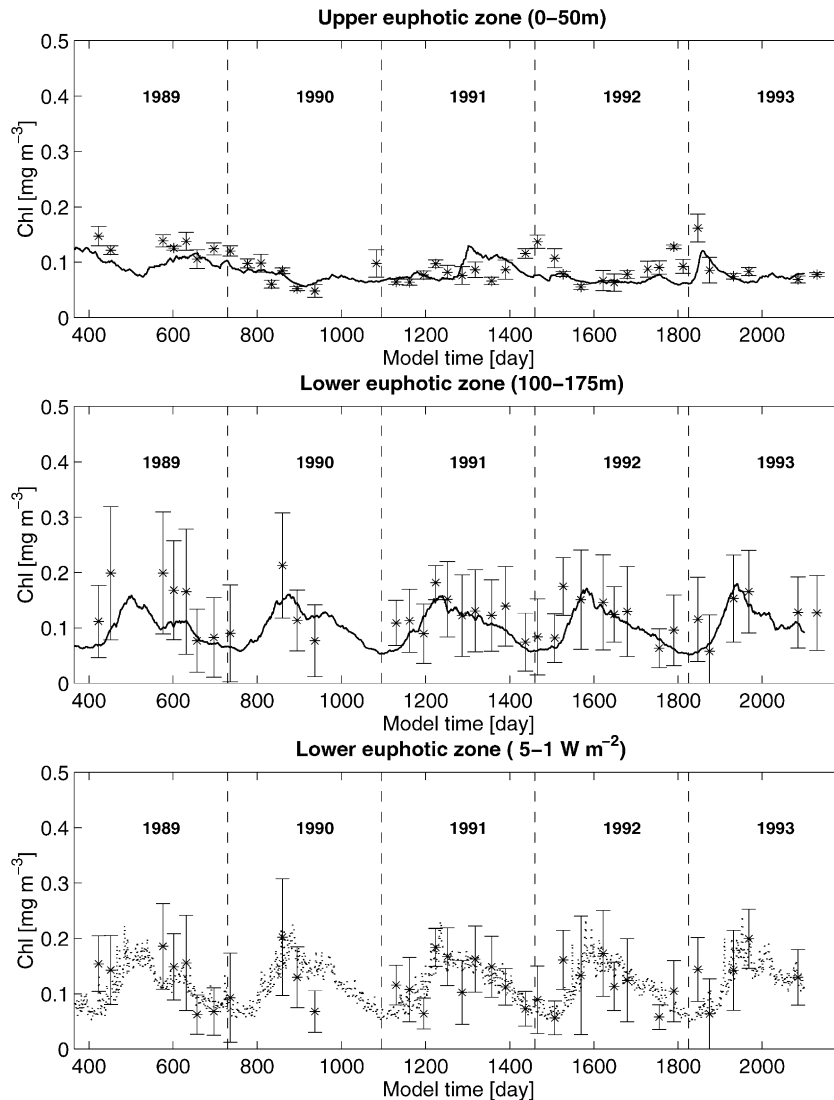 Upper euphotic zone (0−50m)
0.5
0.4
0.3
0.2
0.1
0
Chl [mg m−3]
1989 1990 1991 1992 1993
400 600 800 1000 1200 1400 1600 1800 2000
Model time [day]
Lower euphotic zone (100−175m)
0.5
0.4
0.3
0.2
0.1
0
Chl [mg m−3]
1989 1990 1991 1992 1993
400 600 800 1000 1200 1400 1600 1800 2000
Model time [day]
Lower euphotic zone ( 5−1 W m−2)
0.5
0.4
0.3
0.2
0.1
0
Chl [mg m−3]
1989 1990 1991 1992 1993
400 600 800 1000 1200 1400 1600 1800 2000
Model time [day]